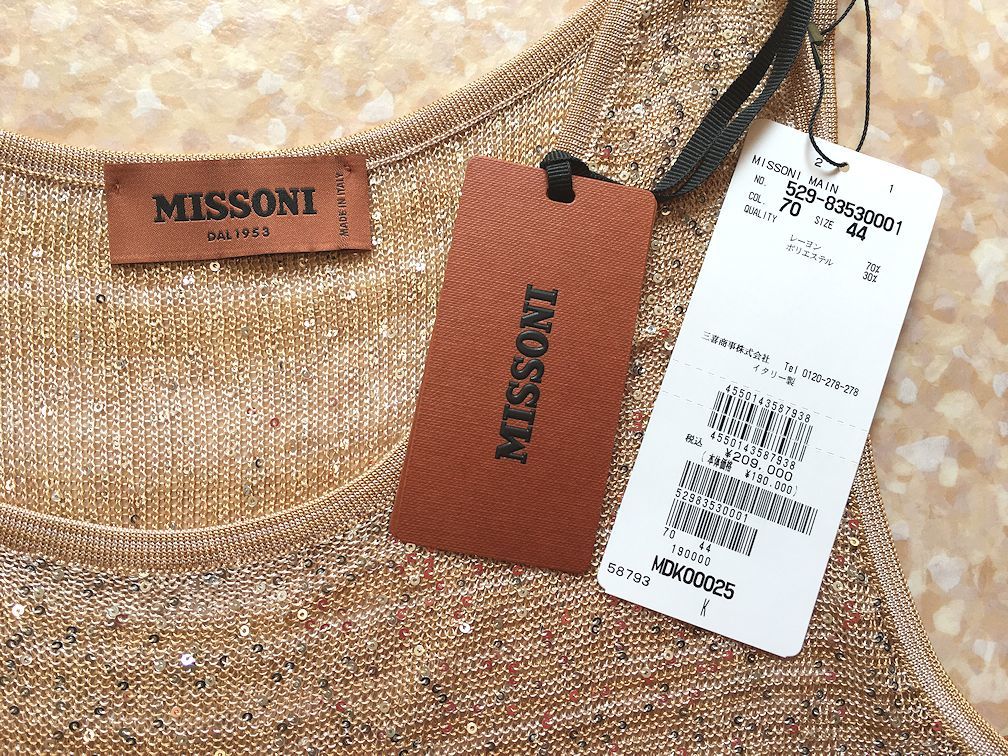 MISSONI
DAL 1953
MADE IN ITALY
MISSONI
2
1
MISSONI MAIN
NO. 529-83530001
COL. 70 SIZE 44
QUALITY
レーヨン 70%
ポリエステル 30%
三喜商事株式会社 Tel 0120-278-278
イタリー製
4550143587938
4550143587938
税込 ¥209.000
(本体価格 ¥190.000)
52983530001
70 44
190000
58793 MDK00025
K